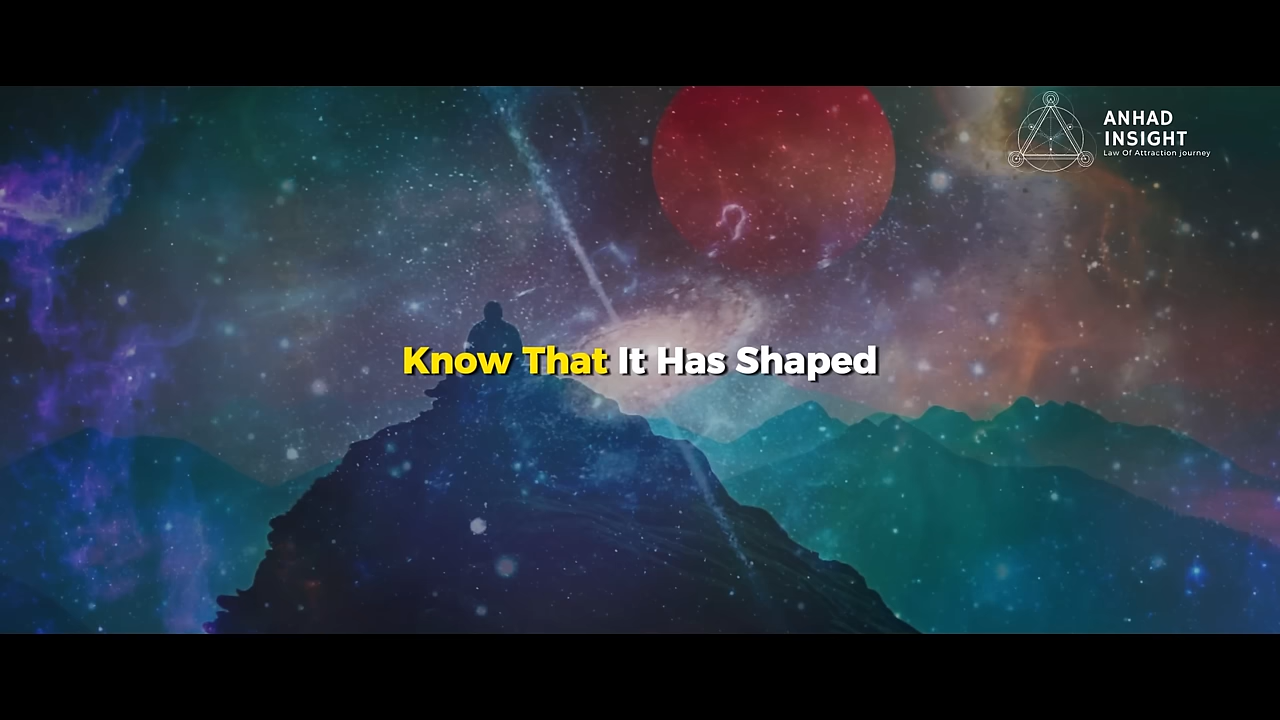 ANHAD
INSIGHT
Law Of Attraction journey
Know That It Has Shaped